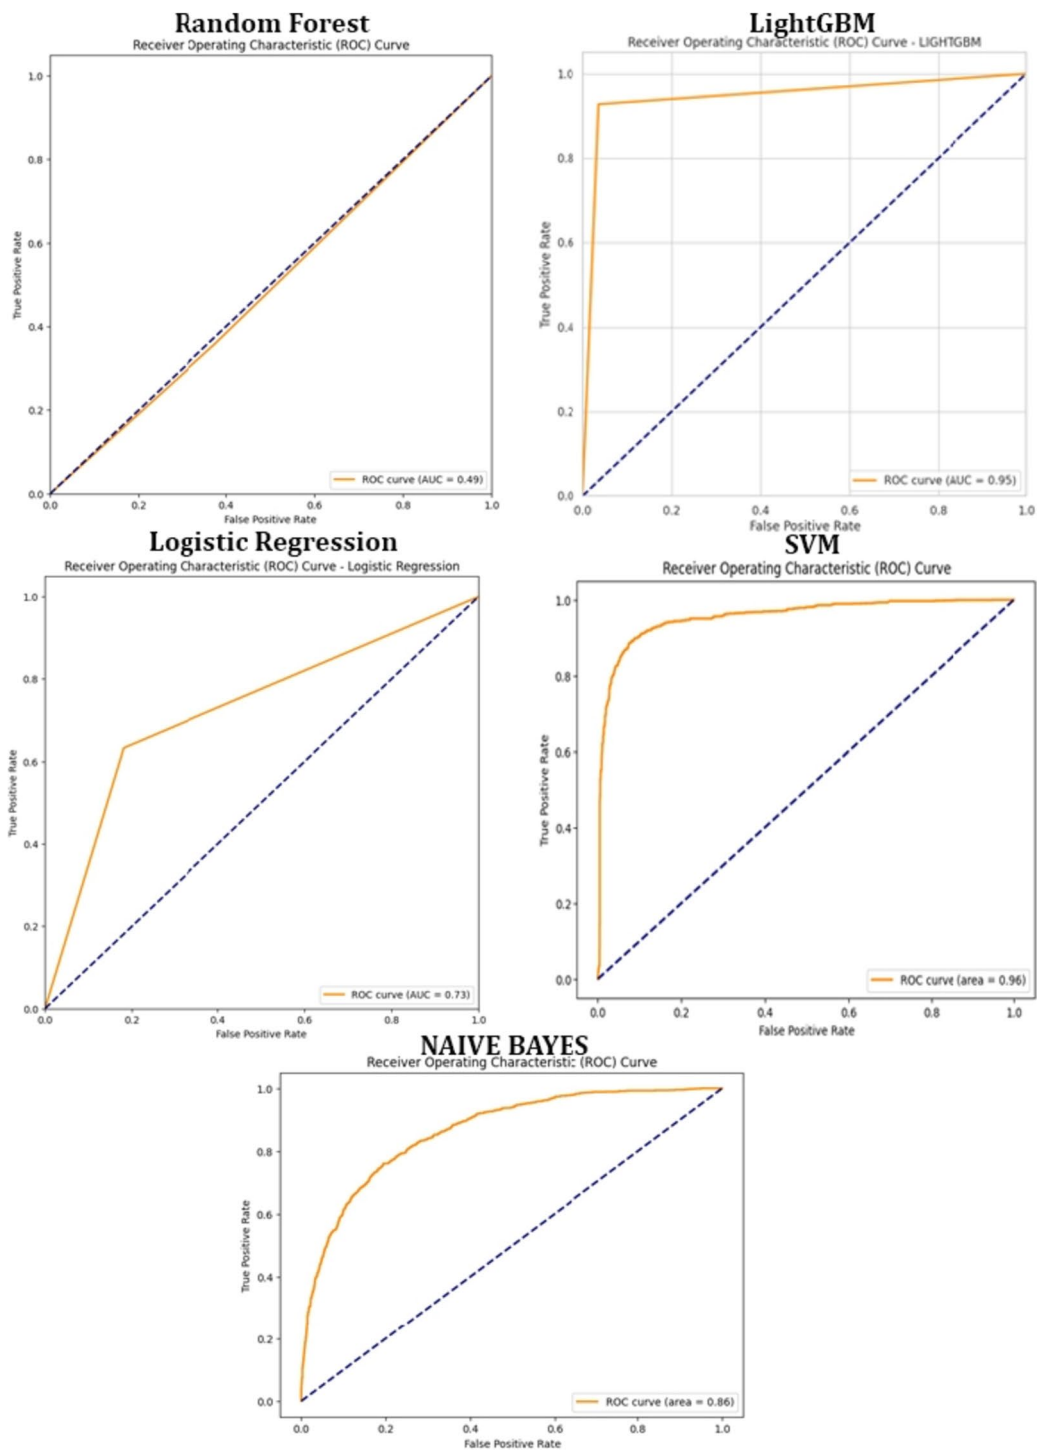 Random Forest
Receiver Operating Characteristic (ROC) Curve
True Positive Rate
1.0
0.8
0.6
0.4
0.2
0.0
ROC curve (AUC = 0.49)
0.0 0.2 0.4 0.6 0.8 1.0
False Positive Rate
LightGBM
Receiver Operating Characteristic (ROC) Curve - LIGHTGBM
True Positive Rate
1.0
0.8
0.6
0.4
0.2
0.0
ROC curve (AUC = 0.95)
0.0 0.2 0.4 0.6 0.8 1.0
False Positive Rate
Logistic Regression
Receiver Operating Characteristic (ROC) Curve - Logistic Regression
True Positive Rate
1.0
0.8
0.6
0.4
0.2
0.0
ROC curve (AUC = 0.73)
0.0 0.2 0.4 0.6 0.8 1.0
False Positive Rate
SVM
Receiver Operating Characteristic (ROC) Curve
True Positive Rate
1.0
0.8
0.6
0.4
0.2
0.0
ROC curve (area = 0.96)
0.0 0.2 0.4 0.6 0.8 1.0
False Positive Rate
NAIVE BAYES
Receiver Operating Characteristic (ROC) Curve
True Positive Rate
1.0
0.8
0.6
0.4
0.2
0.0
ROC curve (area = 0.86)
0.0 0.2 0.4 0.6 0.8 1.0
False Positive Rate